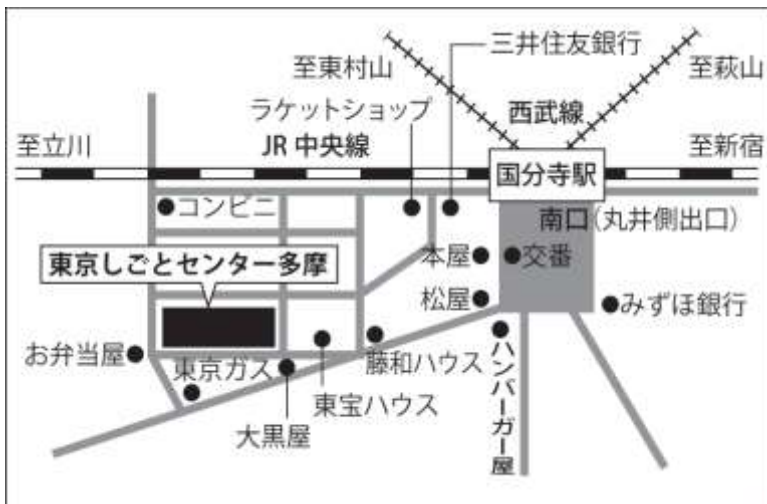 三井住友銀行
至東村山
至萩山
ラケットショップ
西武線
至立川
JR中央線
至新宿
国分寺駅
コンビニ
南口(丸井側出口)
本屋
交番
東京しごとセンター多摩
松屋
みずほ銀行
お弁当屋
東京ガス
藤和ハウス
ハンバーガー屋
東宝ハウス
大黒屋